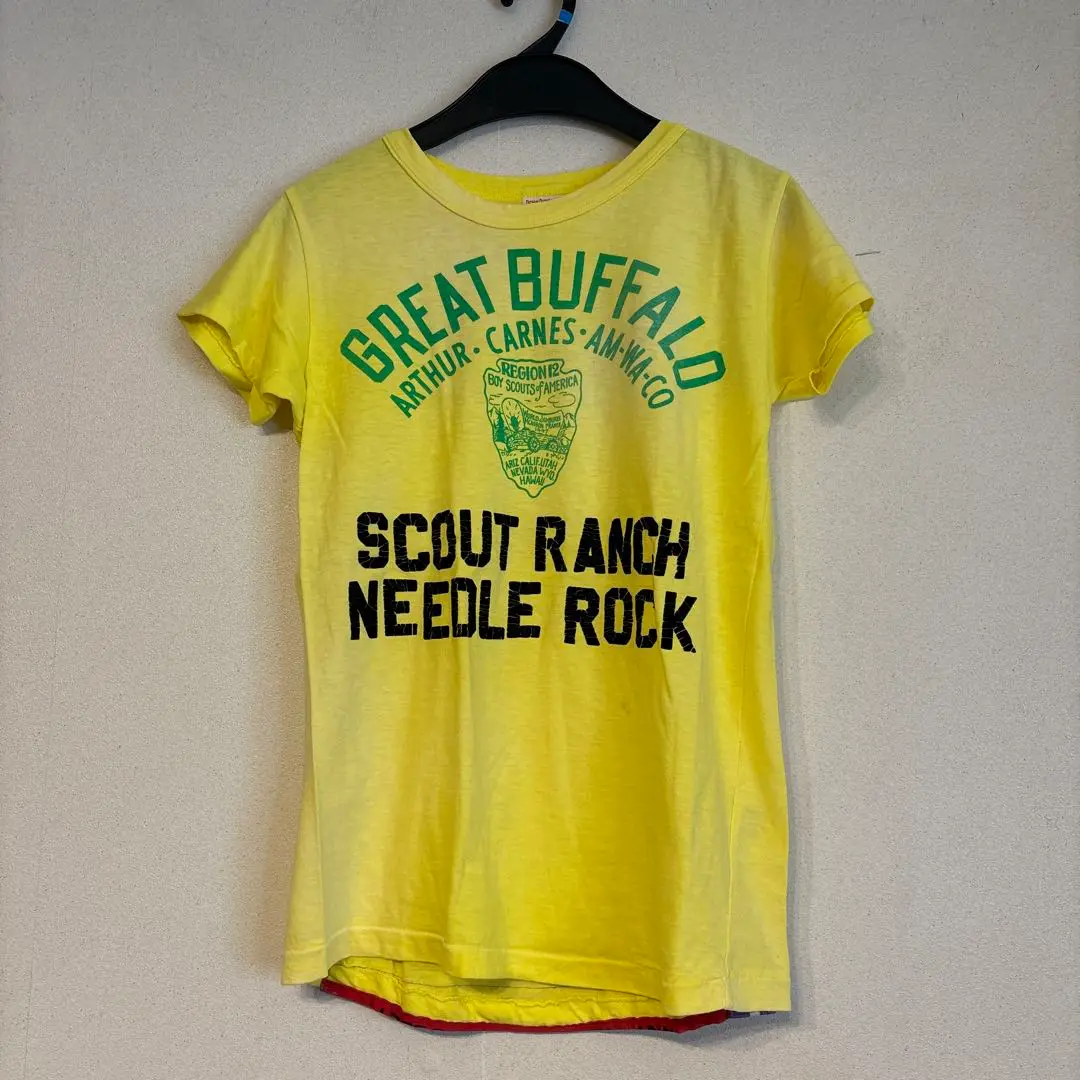 GREAT BUFFALO
ARTHUR · CARNES · AM-WA-CO
REGION 12
BOY SCOUTS of AMERICA
ARIZ CALIF. UTAH
NEVADA WYO.
HAWAII
SCOUT RANCH
NEEDLE ROCK